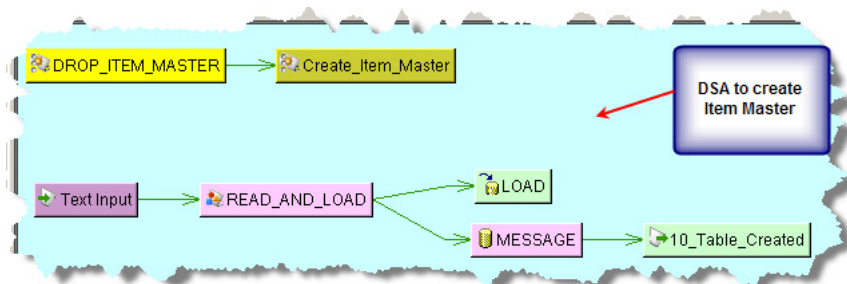 DROP_ITEM_MASTER
Create_Item_Master
DSA to create
Item Master
Text Input
READ_AND_LOAD
LOAD
MESSAGE
10_Table_Created